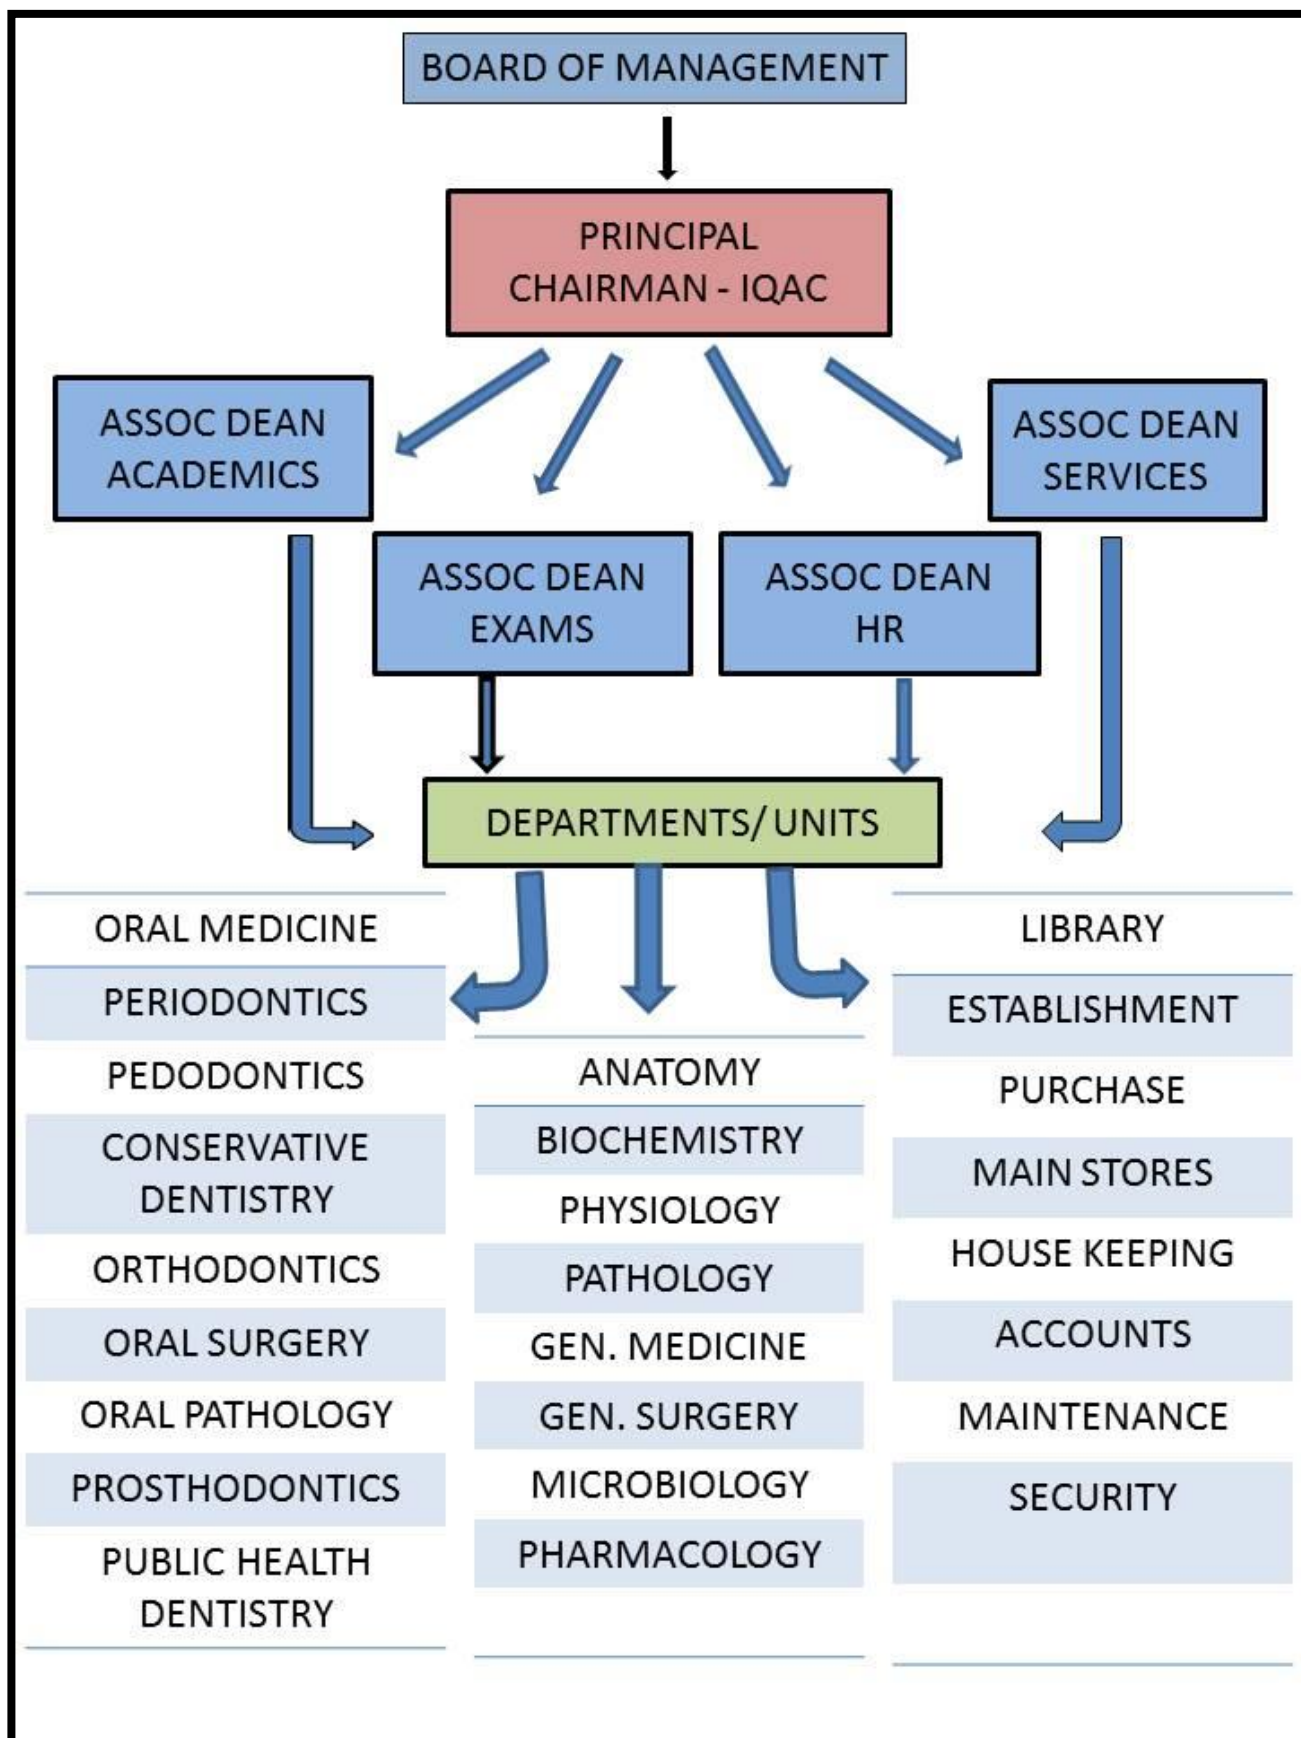 BOARD OF MANAGEMENT
PRINCIPAL
CHAIRMAN - IQAC
ASSOC DEAN
ACADEMICS
ASSOC DEAN
SERVICES
ASSOC DEAN
EXAMS
ASSOC DEAN
HR
DEPARTMENTS/ UNITS
ORAL MEDICINE
PERIODONTICS
PEDODONTICS
CONSERVATIVE
DENTISTRY
ORTHODONTICS
ORAL SURGERY
ORAL PATHOLOGY
PROSTHODONTICS
PUBLIC HEALTH
DENTISTRY
ANATOMY
BIOCHEMISTRY
PHYSIOLOGY
PATHOLOGY
GEN. MEDICINE
GEN. SURGERY
MICROBIOLOGY
PHARMACOLOGY
LIBRARY
ESTABLISHMENT
PURCHASE
MAIN STORES
HOUSE KEEPING
ACCOUNTS
MAINTENANCE
SECURITY